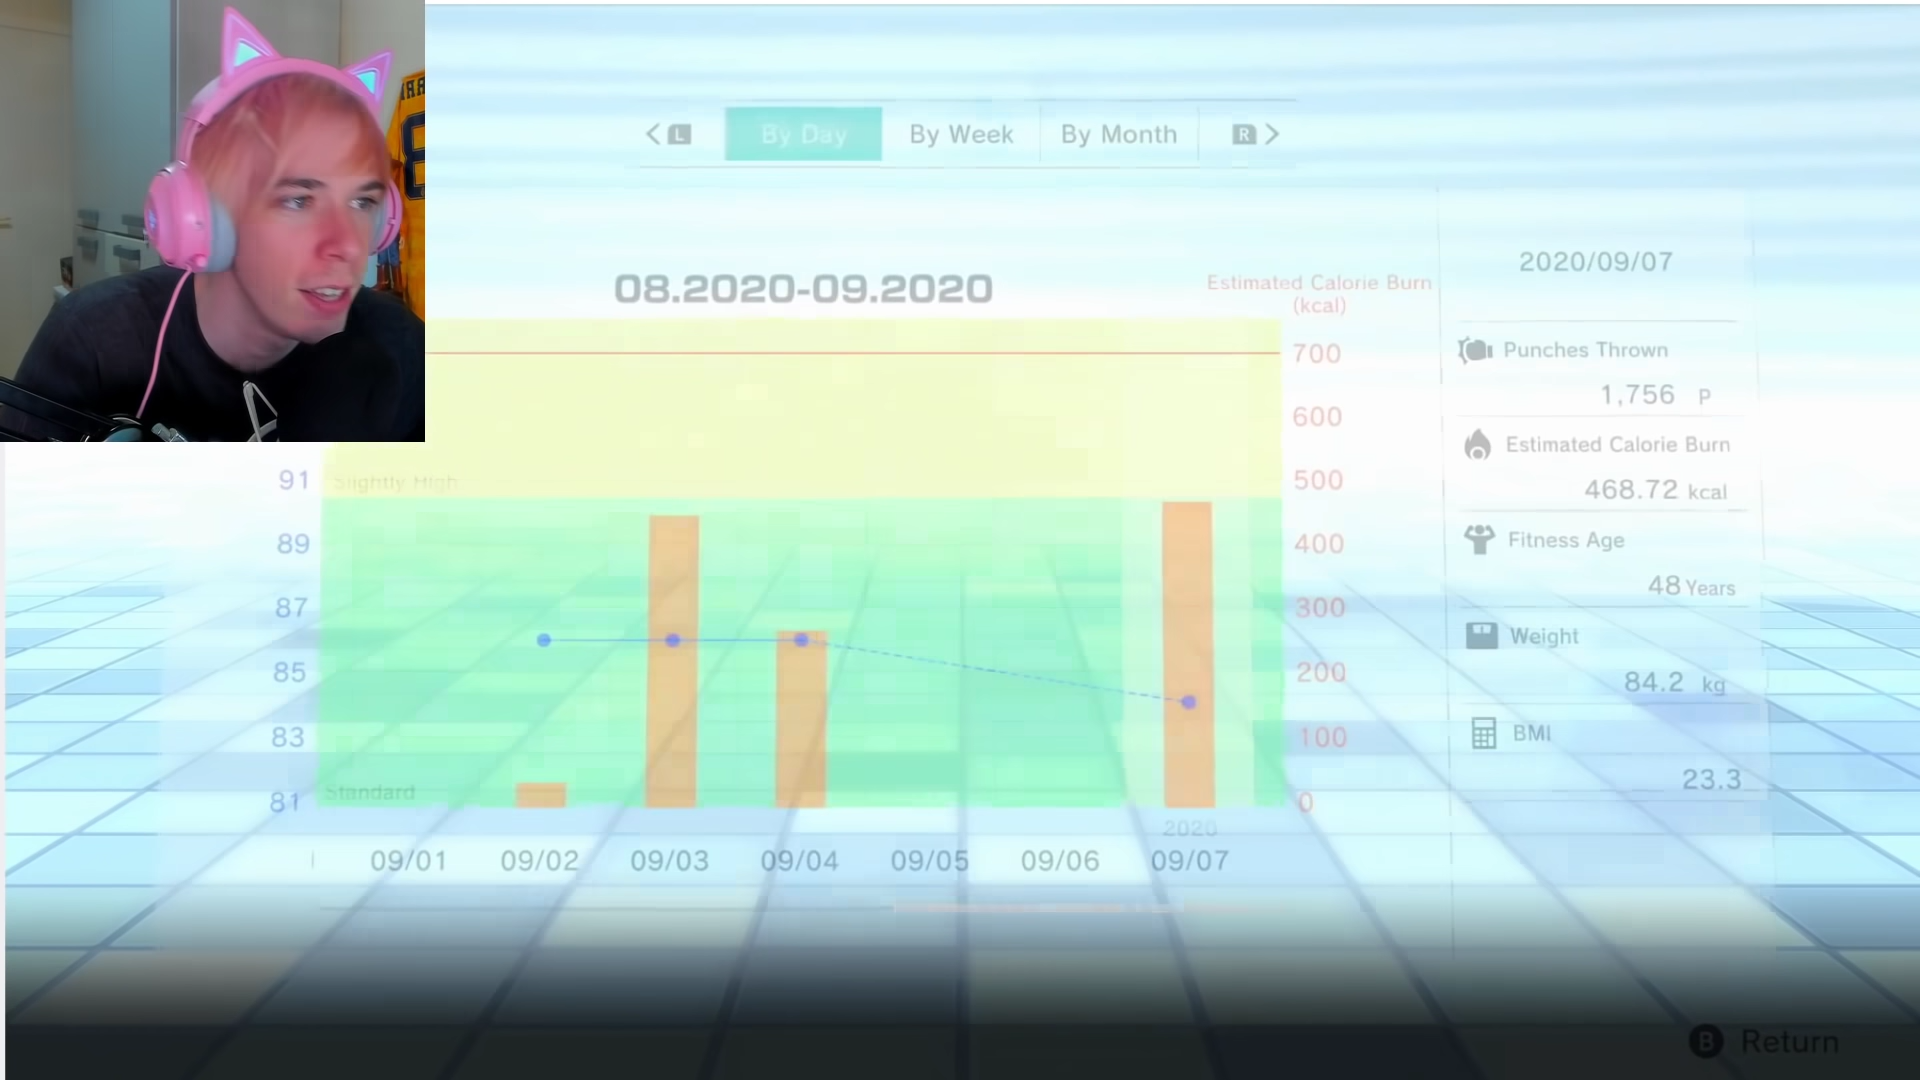 L
By Day
By Week
By Month
R
08.2020-09.2020
Estimated Calorie Burn
(kcal)
700
600
500
400
300
200
100
0
91
89
87
85
83
81
Slightly High
Standard
2020
09/01
09/02
09/03
09/04
09/05
09/06
09/07
2020/09/07
Punches Thrown
1,756 P
Estimated Calorie Burn
468.72 kcal
Fitness Age
48 Years
Weight
84.2 kg
BMI
23.3
B Return